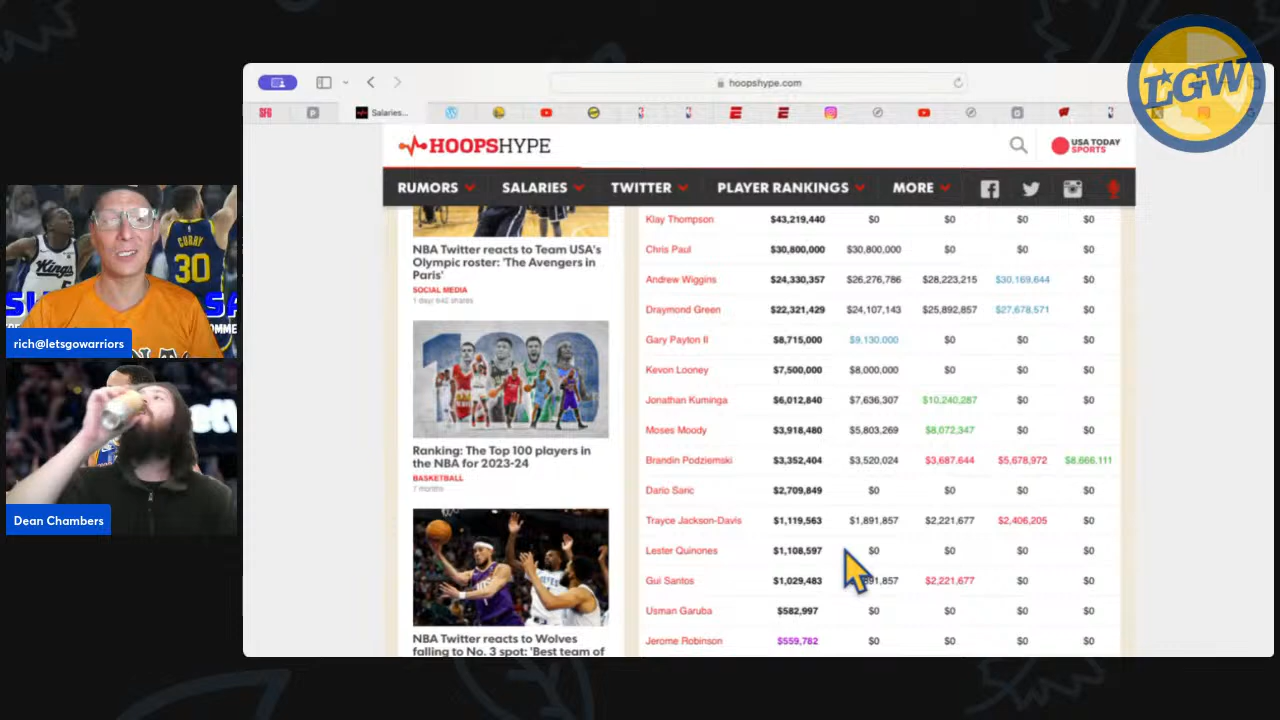 LGW
hoopshype.com
Salaries...
HOOPSHYPE
USA TODAY
SPORTS
RUMORS
SALARIES
TWITTER
PLAYER RANKINGS
MORE
NBA Twitter reacts to Team USA's
Olympic roster: 'The Avengers in
Paris'
SOCIAL MEDIA
1 day 640 shares
Ranking: The Top 100 players in
the NBA for 2023-24
BASKETBALL
7 months
NBA Twitter reacts to Wolves
falling to No. 3 spot: 'Best team of
Klay Thompson $43,219,440 $0 $0 $0 $0
Chris Paul $30,800,000 $30,800,000 $0 $0 $0
Andrew Wiggins $24,330,357 $26,276,786 $28,223,215 $30,169,644 $0
Draymond Green $22,321,429 $24,107,143 $25,892,857 $27,678,571 $0
Gary Payton II $8,715,000 $9,130,000 $0 $0 $0
Kevon Looney $7,500,000 $8,000,000 $0 $0 $0
Jonathan Kuminga $6,012,840 $7,636,307 $10,240,287 $0 $0
Moses Moody $3,918,480 $5,803,269 $8,072,347 $0 $0
Brandin Podziemski $3,352,404 $3,520,024 $3,687,644 $5,678,972 $8,666,111
Dario Saric $2,709,849 $0 $0 $0 $0
Trayce Jackson-Davis $1,119,563 $1,891,857 $2,221,677 $2,406,205 $0
Lester Quinones $1,108,597 $0 $0 $0 $0
Gui Santos $1,029,483 891,857 $2,221,677 $0 $0
Usman Garuba $582,997 $0 $0 $0 $0
Jerome Robinson $559,782 $0 $0 $0 $0
Kings
CURRY
30
rich@letsgowarriors
Dean Chambers